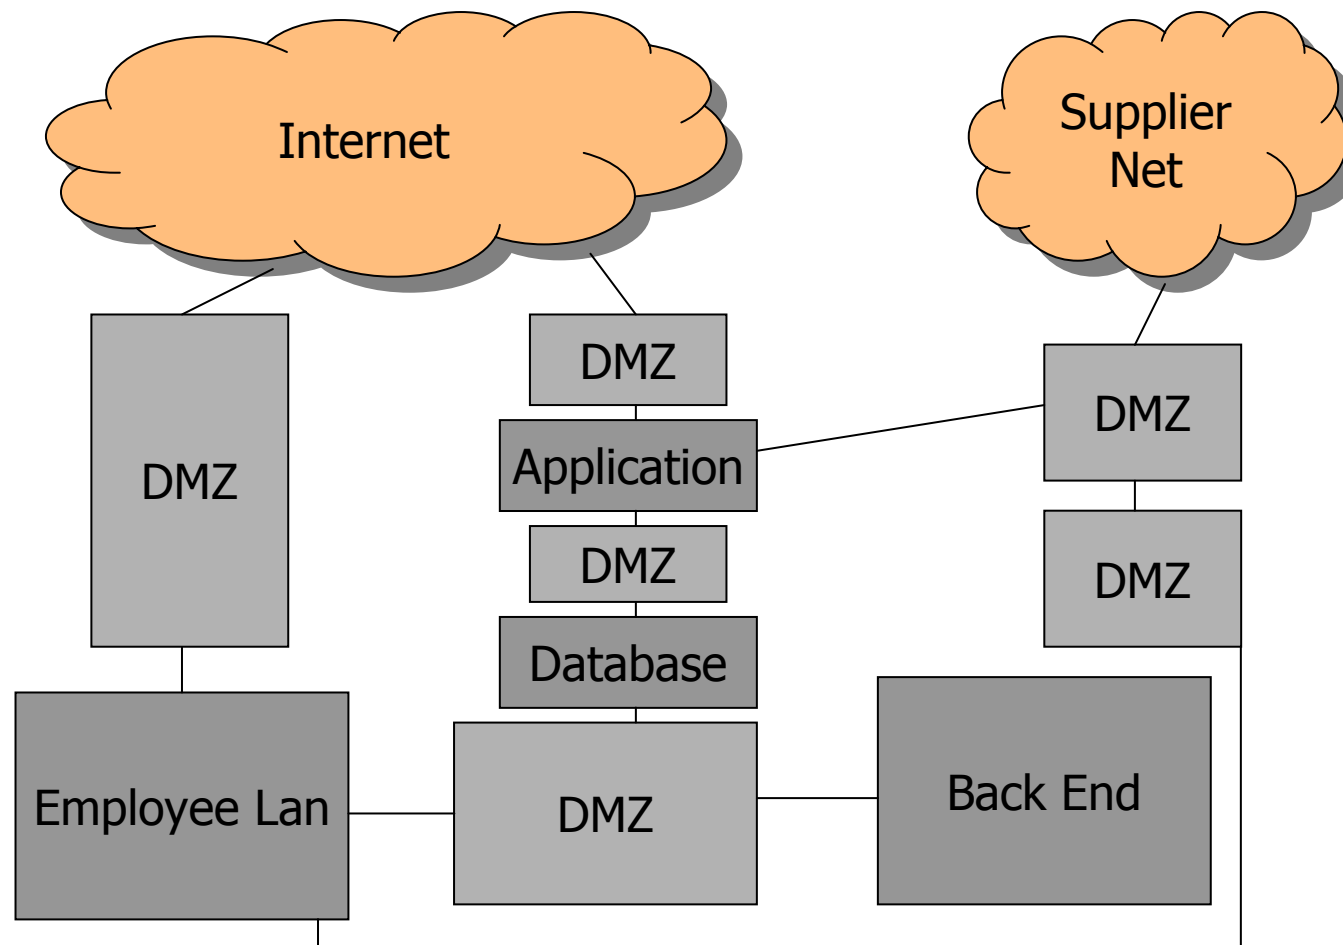 Internet
Supplier
Net
DMZ
DMZ
DMZ
Application
DMZ
DMZ
Database
Employee Lan
DMZ
Back End